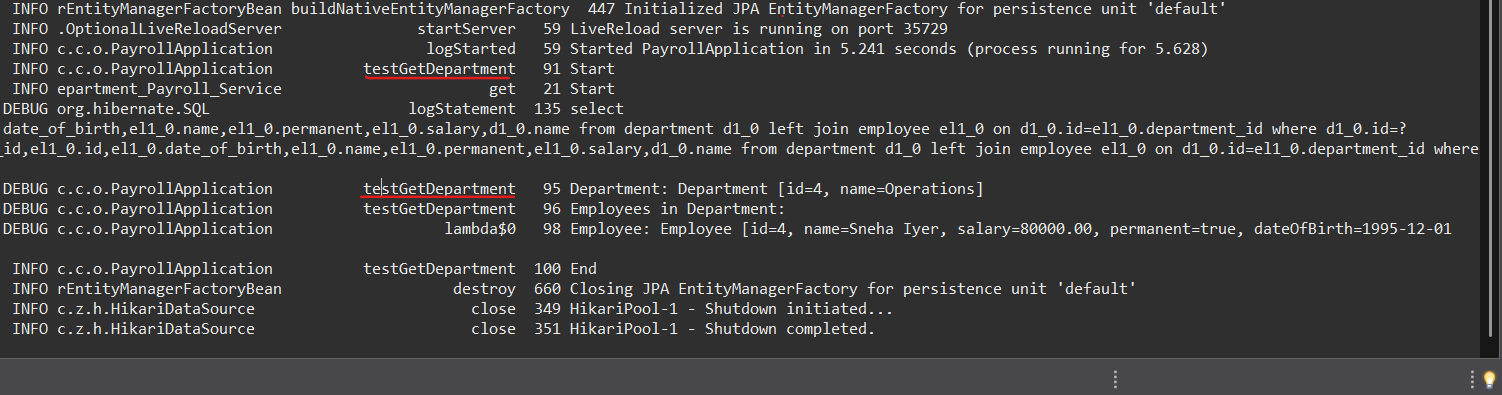 INFO rEntityManagerFactoryBean buildNativeEntityManagerFactory 447 Initialized JPA EntityManagerFactory for persistence unit 'default'
INFO .OptionalLiveReloadServer startServer 59 LiveReload server is running on port 35729
INFO c.c.o.PayrollApplication logStarted 59 Started PayrollApplication in 5.241 seconds (process running for 5.628)
INFO c.c.o.PayrollApplication testGetDepartment 91 Start
INFO epartment_Payroll_Service get 21 Start
DEBUG org.hibernate.SQL logStatement 135 select
date_of_birth,el1_0.name,el1_0.permanent,el1_0.salary,d1_0.name from department d1_0 left join employee el1_0 on d1_0.id=el1_0.department_id where d1_0.id=?
_id,el1_0.id,el1_0.date_of_birth,el1_0.name,el1_0.permanent,el1_0.salary,d1_0.name from department d1_0 left join employee el1_0 on d1_0.id=el1_0.department_id where
DEBUG c.c.o.PayrollApplication testGetDepartment 95 Department: Department [id=4, name=Operations]
DEBUG c.c.o.PayrollApplication testGetDepartment 96 Employees in Department:
DEBUG c.c.o.PayrollApplication lambda$0 98 Employee: Employee [id=4, name=Sneha Iyer, salary=80000.00, permanent=true, dateOfBirth=1995-12-01
INFO c.c.o.PayrollApplication testGetDepartment 100 End
INFO rEntityManagerFactoryBean destroy 660 Closing JPA EntityManagerFactory for persistence unit 'default'
INFO c.z.h.HikariDataSource close 349 HikariPool-1 - Shutdown initiated...
INFO c.z.h.HikariDataSource close 351 HikariPool-1 - Shutdown completed.